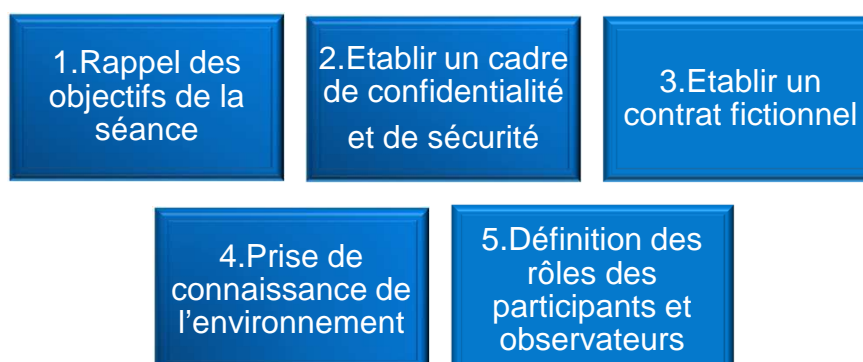 1.Rappel des
objectifs de la
séance
2.Etablir un cadre
de confidentialité
et de sécurité
3.Etablir un
contrat fictionnel
4.Prise de
connaissance de
l'environnement
5.Définition des
rôles des
participants et
observateurs